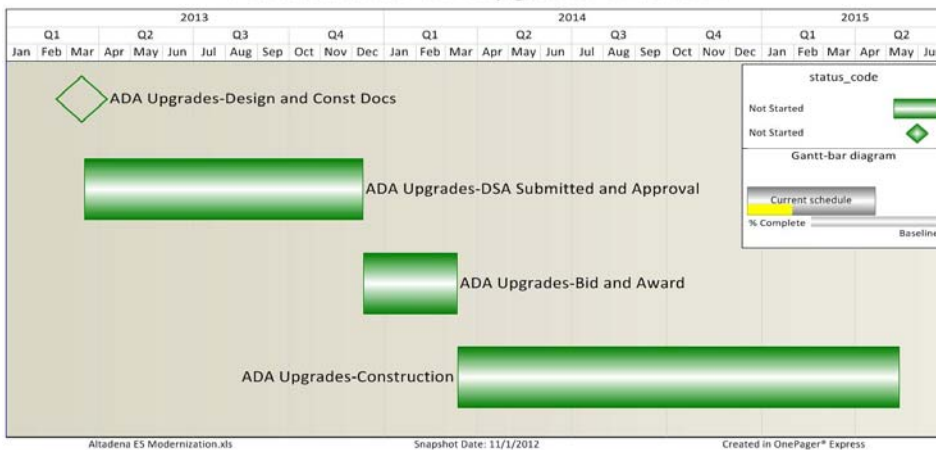 2013 2014 2015
Q1 Q2 Q3 Q4 Q1 Q2 Q3 Q4 Q1 Q2
Jan Feb Mar Apr May Jun Jul Aug Sep Oct Nov Dec Jan Feb Mar Apr May Jun Jul Aug Sep Oct Nov Dec Jan Feb Mar Apr May
status_code
ADA Upgrades-Design and Const Docs
Not Started
Not Started
Gantt-bar diagram
ADA Upgrades-DSA Submitted and Approval
Current schedule
% Complete
Baseline
ADA Upgrades-Bid and Award
ADA Upgrades-Construction
Altadena ES Modernization.xls Snapshot Date: 11/1/2012 Created in OnePager® Express